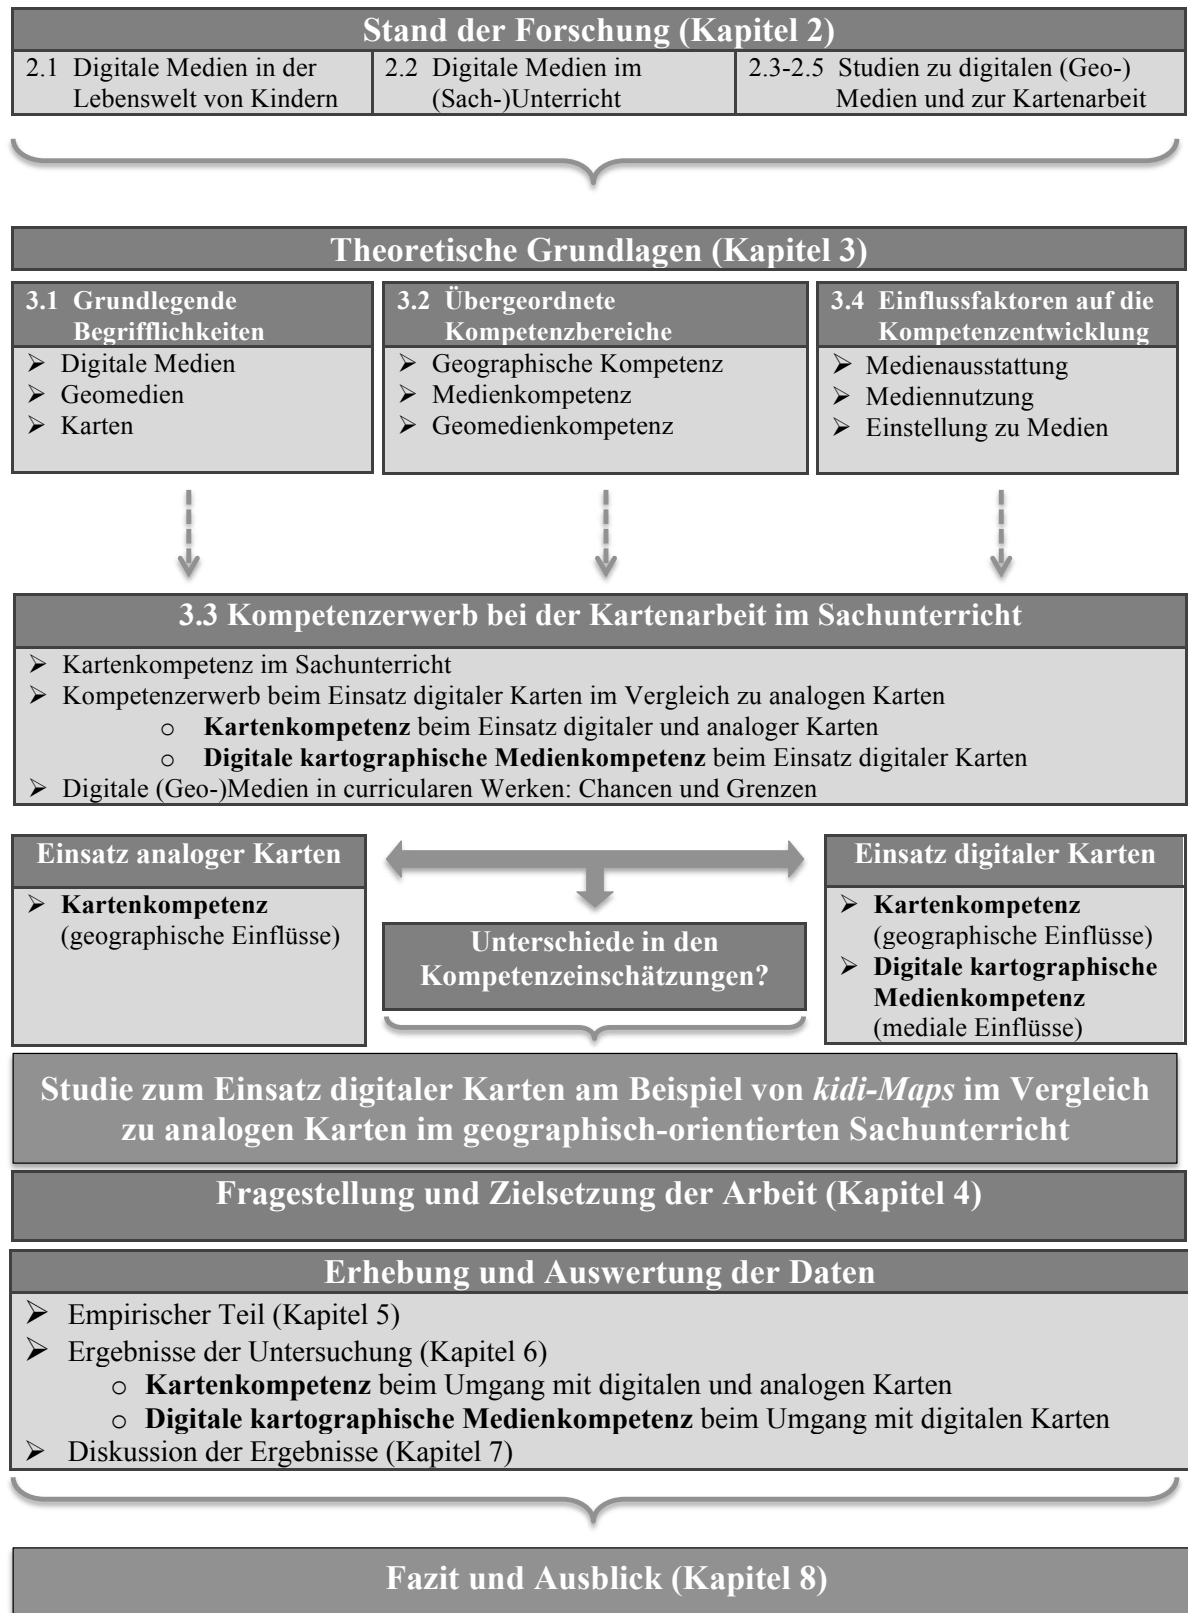 Stand der Forschung (Kapitel 2)
2.1 Digitale Medien in der
Lebenswelt von Kindern
2.2 Digitale Medien im
(Sach-)Unterricht
2.3-2.5 Studien zu digitalen (Geo-)
Medien und zur Kartenarbeit
Theoretische Grundlagen (Kapitel 3)
3.1 Grundlegende
Begrifflichkeiten
➢ Digitale Medien
➢ Geomedien
➢ Karten
3.2 Übergeordnete
Kompetenzbereiche
➢ Geographische Kompetenz
➢ Medienkompetenz
➢ Geomedienkompetenz
3.4 Einflussfaktoren auf die
Kompetenzentwicklung
➢ Medienausstattung
➢ Mediennutzung
➢ Einstellung zu Medien
3.3 Kompetenzerwerb bei der Kartenarbeit im Sachunterricht
➢ Kartenkompetenz im Sachunterricht
➢ Kompetenzerwerb beim Einsatz digitaler Karten im Vergleich zu analogen Karten
o Kartenkompetenz beim Einsatz digitaler und analoger Karten
o Digitale kartographische Medienkompetenz beim Einsatz digitaler Karten
➢ Digitale (Geo-)Medien in curricularen Werken: Chancen und Grenzen
Einsatz analoger Karten
➢ Kartenkompetenz
(geographische Einflüsse)
Unterschiede in den
Kompetenzeinschätzungen?
Einsatz digitaler Karten
➢ Kartenkompetenz
(geographische Einflüsse)
➢ Digitale kartographische
Medienkompetenz
(mediale Einflüsse)
Studie zum Einsatz digitaler Karten am Beispiel von kidi-Maps im Vergleich
zu analogen Karten im geographisch-orientierten Sachunterricht
Fragestellung und Zielsetzung der Arbeit (Kapitel 4)
Erhebung und Auswertung der Daten
➢ Empirischer Teil (Kapitel 5)
➢ Ergebnisse der Untersuchung (Kapitel 6)
o Kartenkompetenz beim Umgang mit digitalen und analogen Karten
o Digitale kartographische Medienkompetenz beim Umgang mit digitalen Karten
➢ Diskussion der Ergebnisse (Kapitel 7)
Fazit und Ausblick (Kapitel 8)